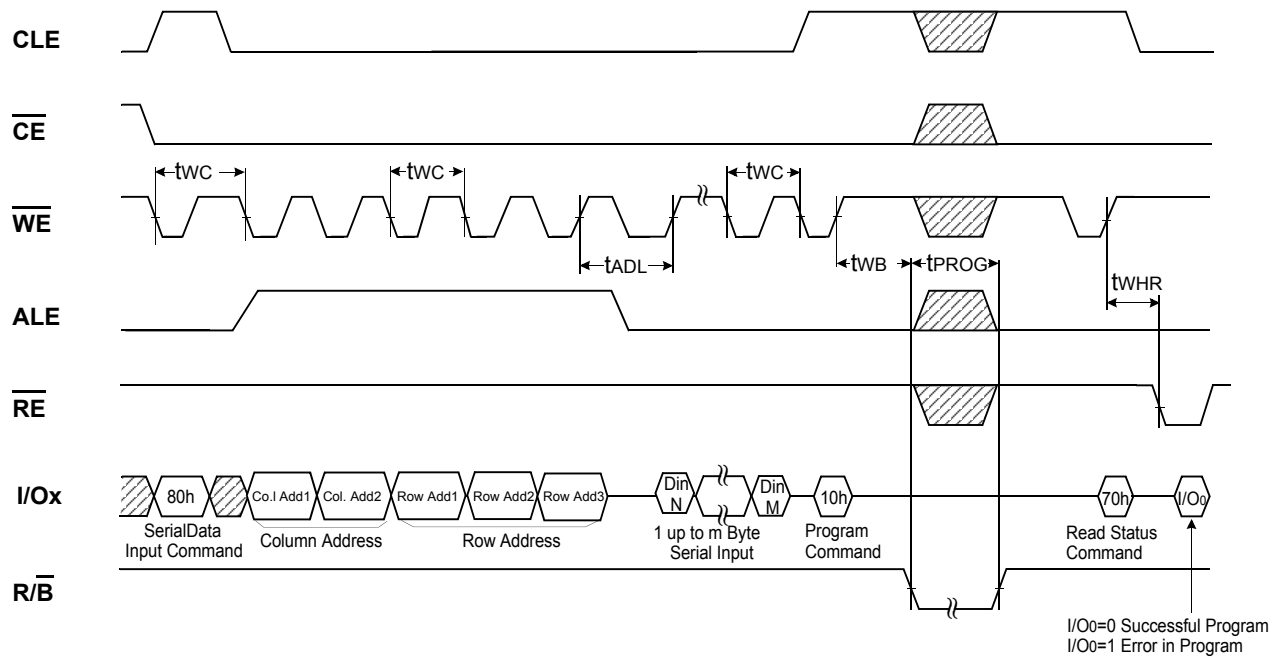 CLE
CE
tWC tWC tWC
WE
tADL tWB tPROG
tWHR
ALE
RE
I/Ox 80h Co.l Add1 Col. Add2 Row Add1 Row Add2 Row Add3 Din N Din M 10h 70h I/O0
SerialData Input Command
Column Address
Row Address
1 up to m Byte Serial Input
Program Command
Read Status Command
R/B
I/O0=0 Successful Program
I/O0=1 Error in Program